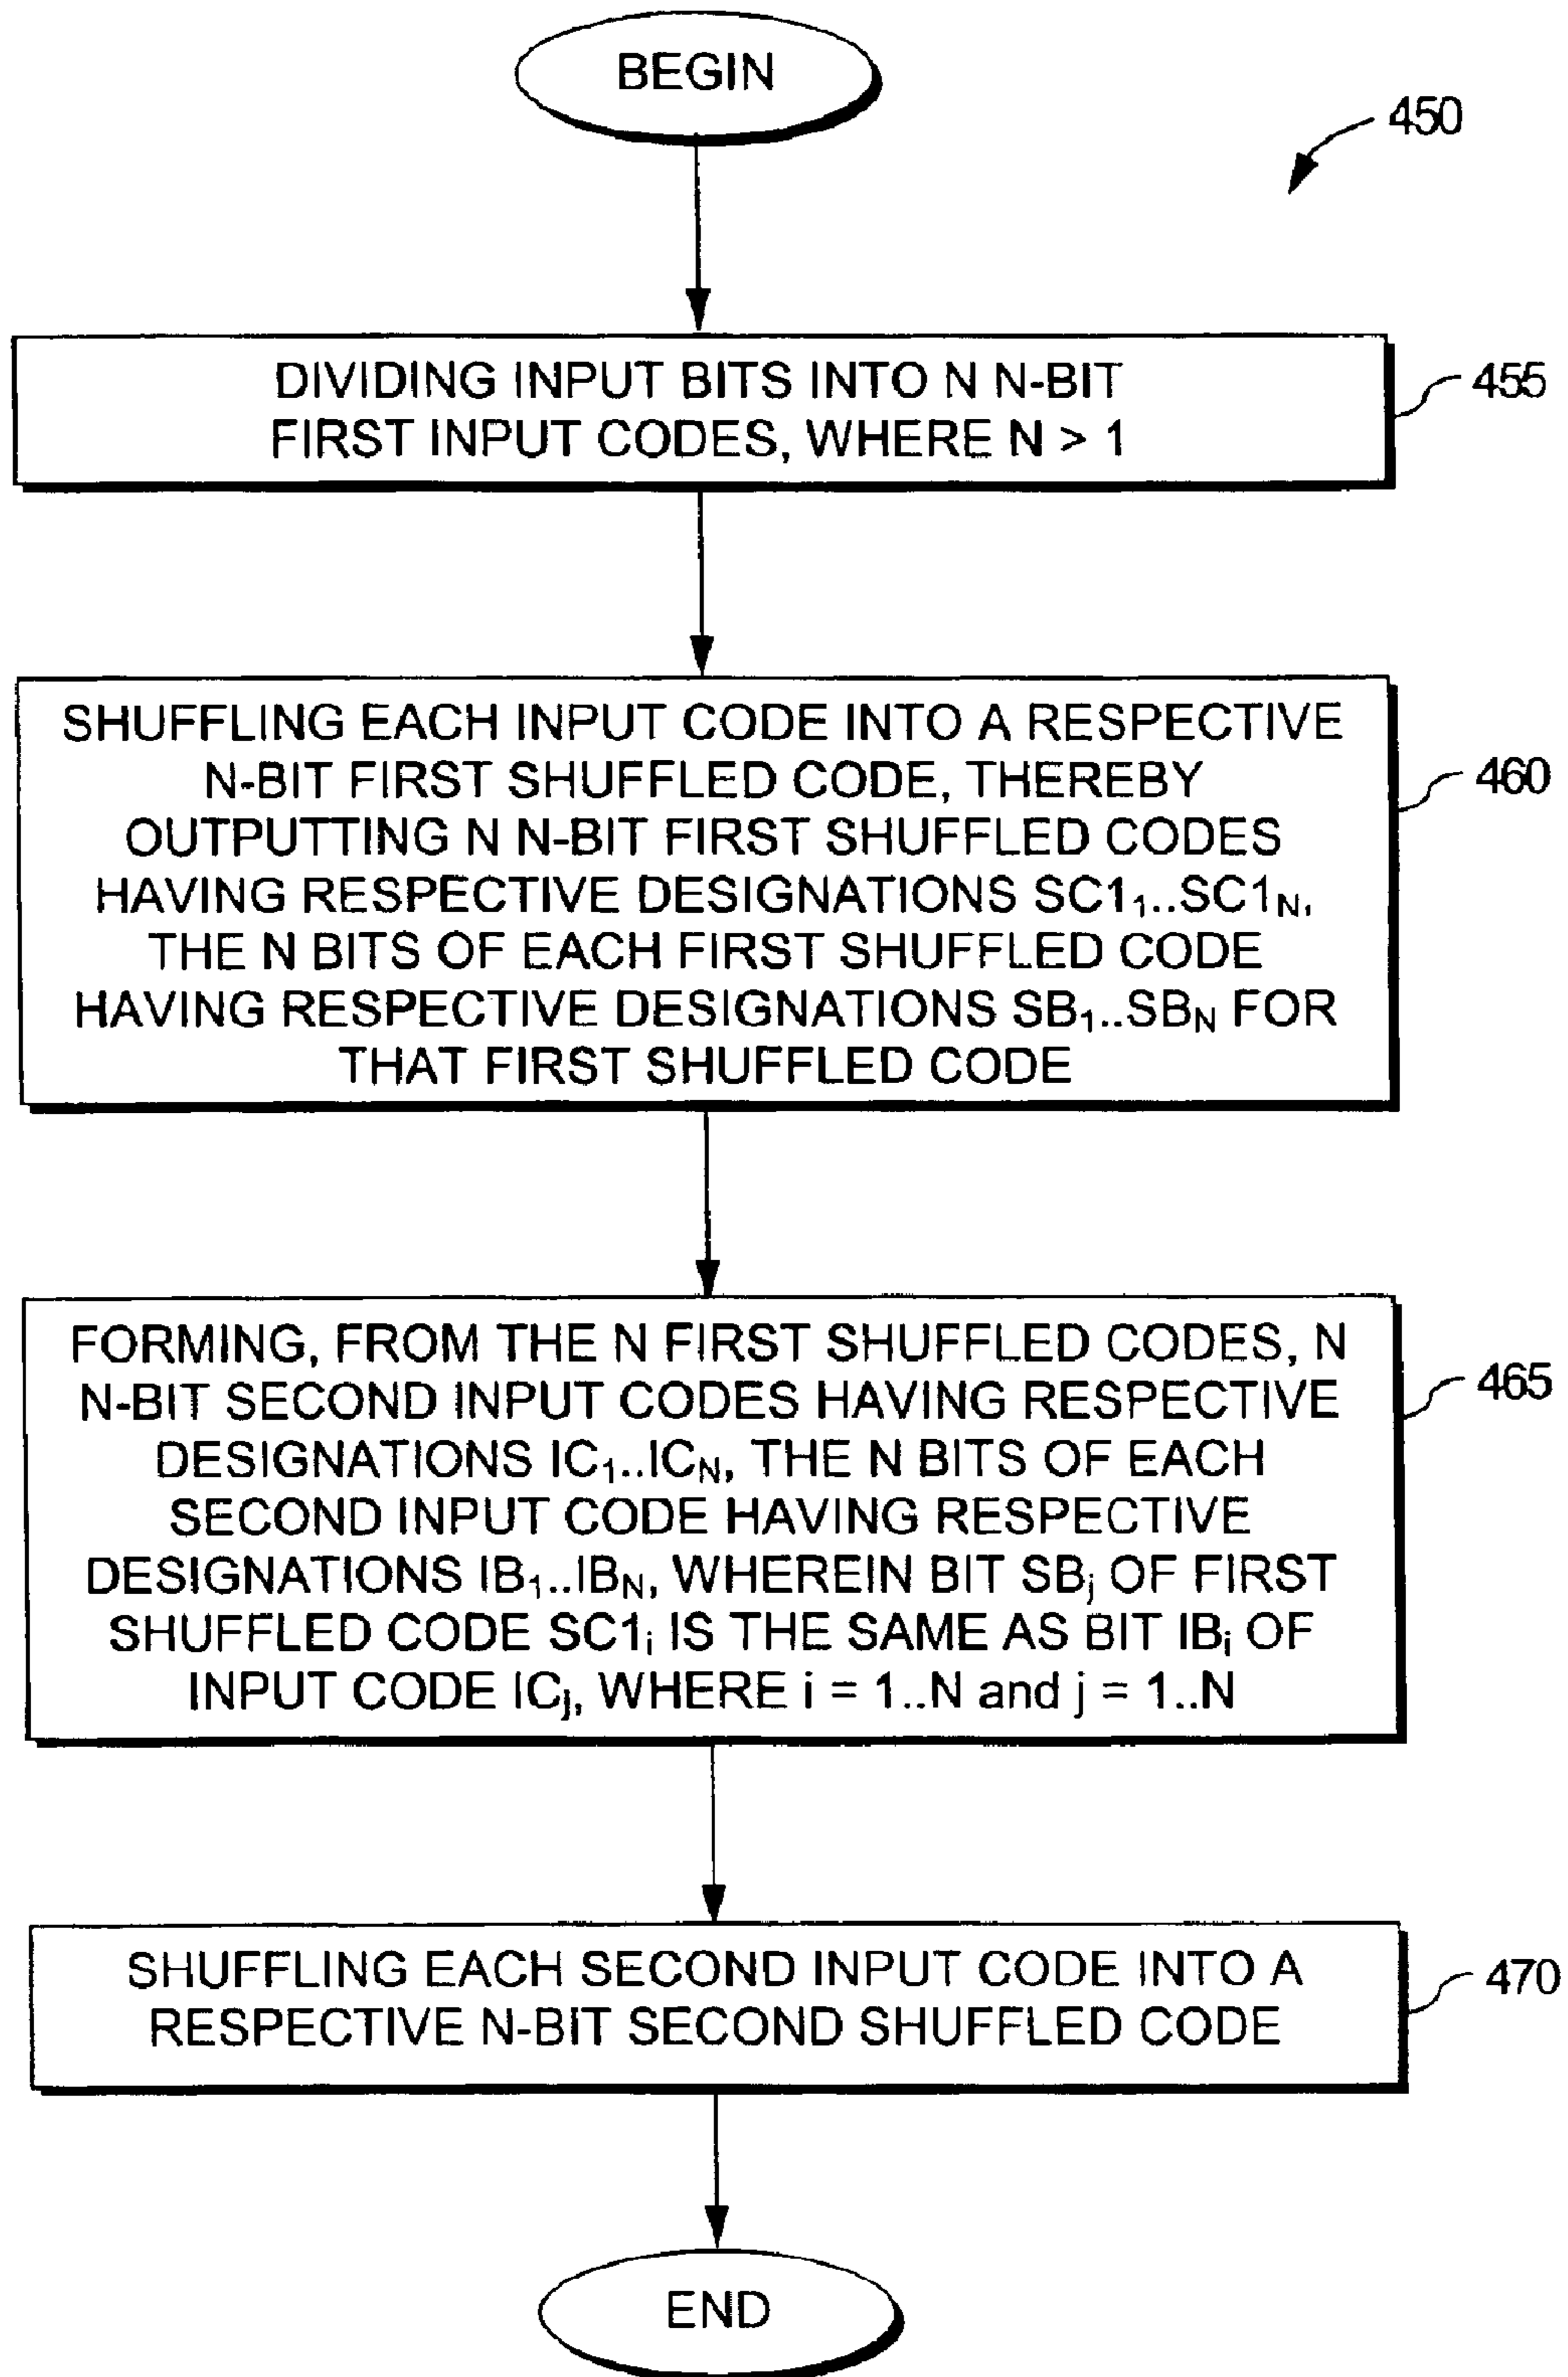 BEGIN
450
DIVIDING INPUT BITS INTO N N-BIT
FIRST INPUT CODES, WHERE N > 1
455
SHUFFLING EACH INPUT CODE INTO A RESPECTIVE
N-BIT FIRST SHUFFLED CODE, THEREBY
OUTPUTTING N N-BIT FIRST SHUFFLED CODES
HAVING RESPECTIVE DESIGNATIONS SC1₁..SC1ₙ,
THE N BITS OF EACH FIRST SHUFFLED CODE
HAVING RESPECTIVE DESIGNATIONS SB₁..SBₙ FOR
THAT FIRST SHUFFLED CODE
460
FORMING, FROM THE N FIRST SHUFFLED CODES, N
N-BIT SECOND INPUT CODES HAVING RESPECTIVE
DESIGNATIONS IC₁..ICₙ, THE N BITS OF EACH
SECOND INPUT CODE HAVING RESPECTIVE
DESIGNATIONS IB₁..IBₙ, WHEREIN BIT SBⱼ OF FIRST
SHUFFLED CODE SC1ᵢ IS THE SAME AS BIT IBᵢ OF
INPUT CODE ICⱼ, WHERE i = 1..N and j = 1..N
465
SHUFFLING EACH SECOND INPUT CODE INTO A
RESPECTIVE N-BIT SECOND SHUFFLED CODE
470
END